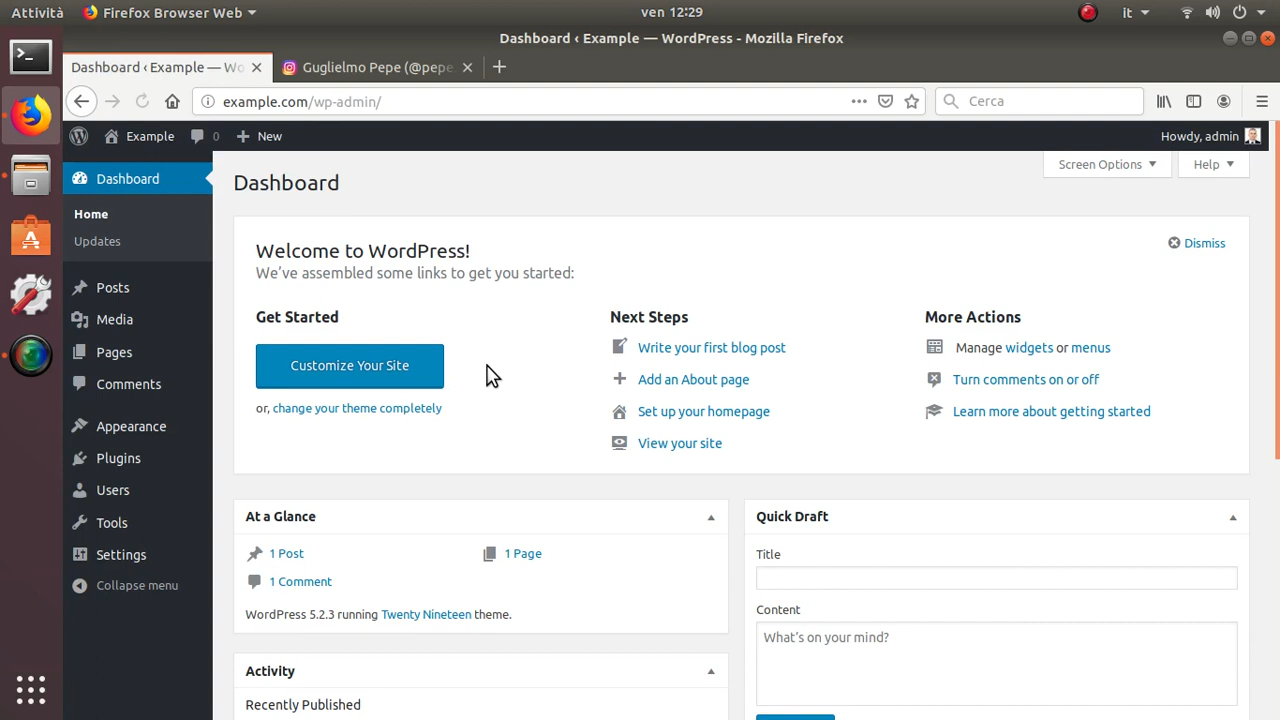 Attività
Firefox Browser Web
ven 12:29
it
Dashboard ‹ Example — WordPress - Mozilla Firefox
Dashboard ‹ Example — Wo
Guglielmo Pepe (@pepe.
example.com/wp-admin/
Cerca
Example
0
New
Howdy, admin
Dashboard
Home
Updates
Posts
Media
Pages
Comments
Appearance
Plugins
Users
Tools
Settings
Collapse menu
Screen Options
Help
Dashboard
Welcome to WordPress!
We've assembled some links to get you started:
Dismiss
Get Started
Customize Your Site
or, change your theme completely
Next Steps
Write your first blog post
Add an About page
Set up your homepage
View your site
More Actions
Manage widgets or menus
Turn comments on or off
Learn more about getting started
At a Glance
1 Post
1 Page
1 Comment
WordPress 5.2.3 running Twenty Nineteen theme.
Activity
Recently Published
Quick Draft
Title
Content
What's on your mind?